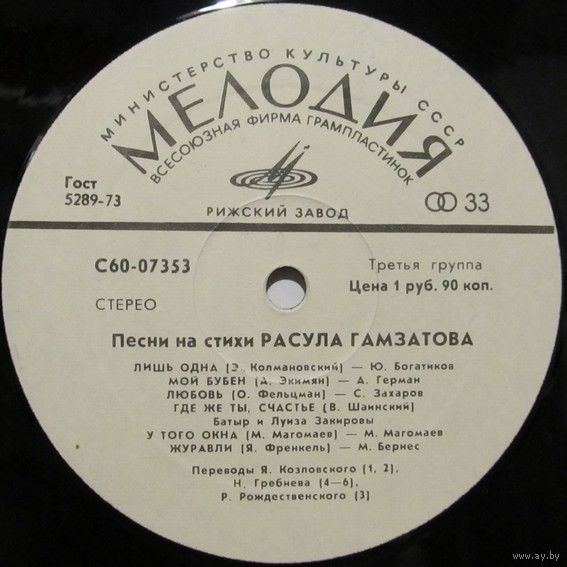 МИНИСТЕРСТВО КУЛЬТУРЫ СССР
МЕЛОДИЯ
ВСЕСОЮЗНАЯ ФИРМА ГРАМПЛАСТИНОК
Гост
5289-73
РИЖСКИЙ ЗАВОД
33
С60-07353
Третья группа
Цена 1 руб. 90 коп.
СТЕРЕО
Песни на стихи РАСУЛА ГАМЗАТОВА
ЛИШЬ ОДНА (Э. Колмановский) — Ю. Богатиков
МОЙ БУБЕН (А. Экимян) — А. Герман
ЛЮБОВЬ (О. Фельцман) — С. Захаров
ГДЕ ЖЕ ТЫ, СЧАСТЬЕ (В. Шаинский)
Батыр и Луиза Закировы
У ТОГО ОКНА (М. Магомаев) — М. Магомаев
ЖУРАВЛИ (Я. Френкель) — М. Бернес
Переводы Я. Козловского (1, 2),
Н. Гребнева (4—6),
Р. Рождественского (3)
www.ay.by